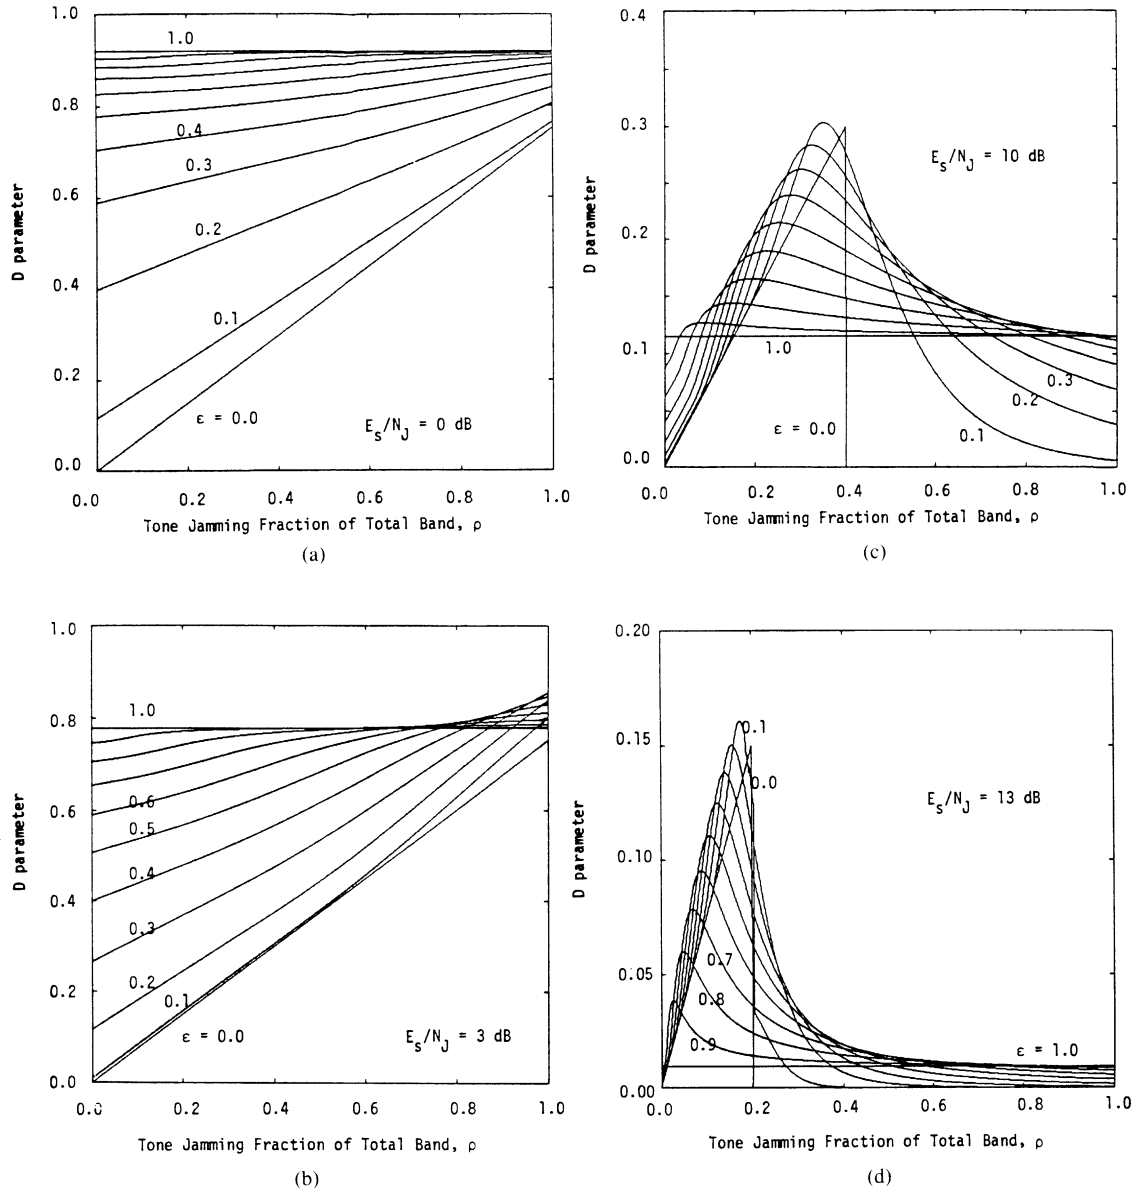 1.0
0.8
0.6
0.4
0.2
0.0
D parameter
1.0
0.4
0.3
0.2
0.1
ε = 0.0
E_s/N_J = 0 dB
0.0 0.2 0.4 0.6 0.8 1.0
Tone Jamming Fraction of Total Band, ρ
(a)
0.4
0.3
0.2
0.1
0.0
D parameter
E_s/N_J = 10 dB
1.0
0.3
0.2
0.1
ε = 0.0
0.0 0.2 0.4 0.6 0.8 1.0
Tone Jamming Fraction of Total Band, ρ
(c)
1.0
0.8
0.6
0.4
0.2
0.0
D parameter
1.0
0.6
0.5
0.4
0.3
0.2
0.1
ε = 0.0
E_s/N_J = 3 dB
0.0 0.2 0.4 0.6 0.8 1.0
Tone Jamming Fraction of Total Band, ρ
(b)
0.20
0.15
0.10
0.05
0.00
D parameter
0.1
0.0
E_s/N_J = 13 dB
0.7
0.8
0.9
ε = 1.0
0.0 0.2 0.4 0.6 0.8 1.0
Tone Jamming Fraction of Total Band, ρ
(d)